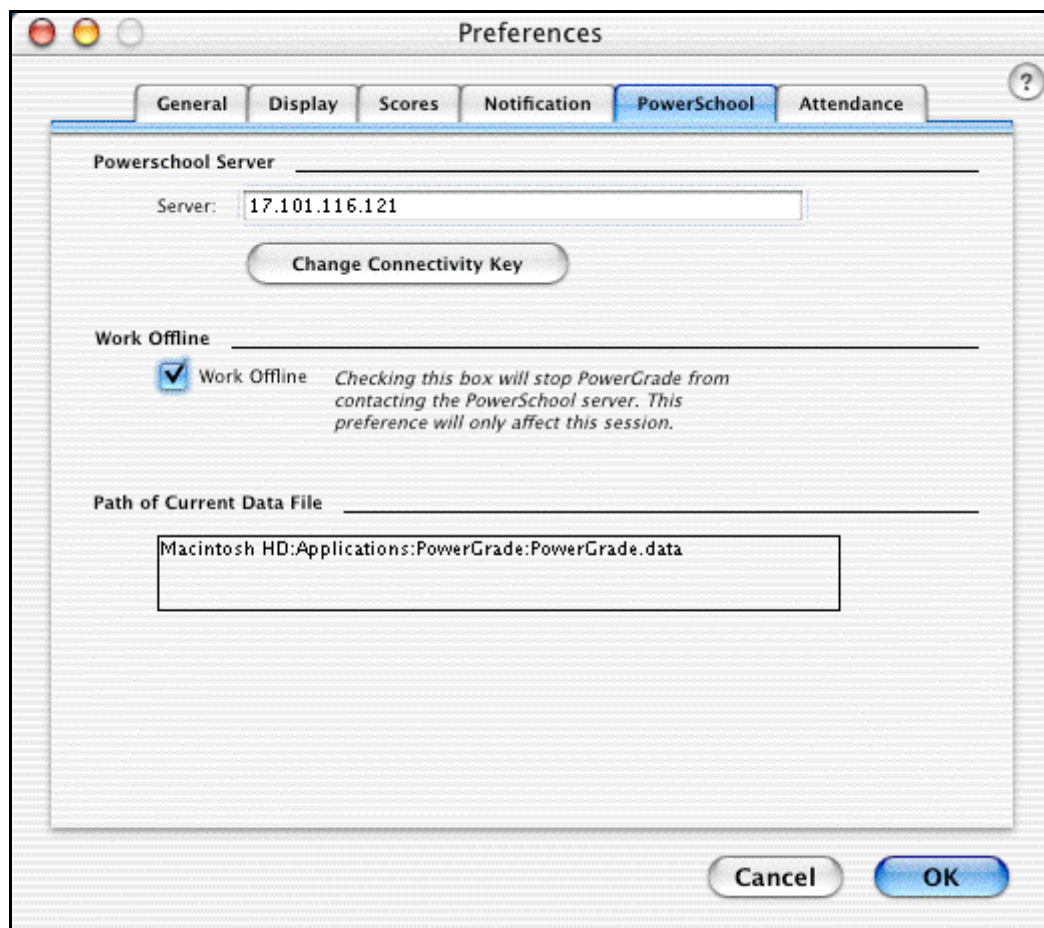 Preferences
?
General Display Scores Notification PowerSchool Attendance
Powerschool Server
Server: 17.101.116.121
Change Connectivity Key
Work Offline
Work Offline Checking this box will stop PowerGrade from
contacting the PowerSchool server. This
preference will only affect this session.
Path of Current Data File
Macintosh HD:Applications:PowerGrade:PowerGrade.data
Cancel OK